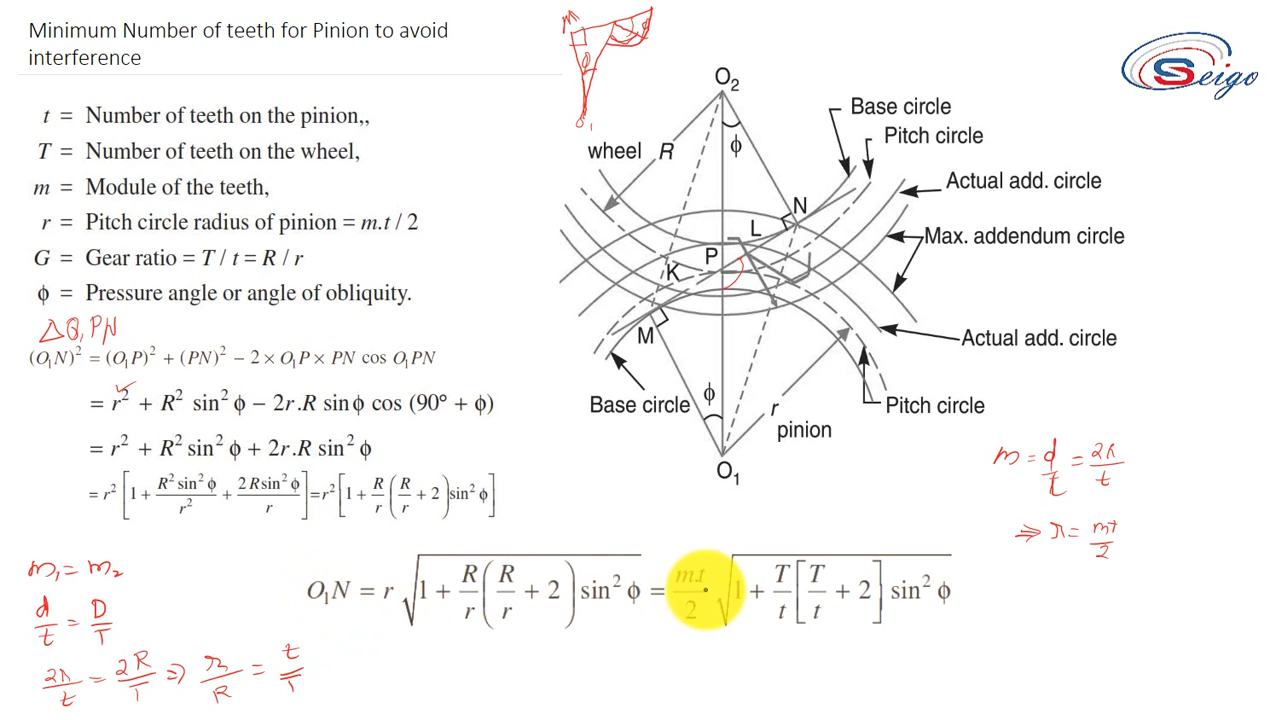 Minimum Number of teeth for Pinion to avoid
interference
t = Number of teeth on the pinion,,
T = Number of teeth on the wheel,
m = Module of the teeth,
r = Pitch circle radius of pinion = m.t / 2
G = Gear ratio = T / t = R / r
ϕ = Pressure angle or angle of obliquity.
△O₁PN
(O₁N)² = (O₁P)² + (PN)² − 2 × O₁P × PN cos O₁PN
= r² + R² sin² ϕ − 2r.R sin ϕ cos (90° + ϕ)
= r² + R² sin² ϕ + 2r.R sin² ϕ
= r² [1 + R² sin² ϕ / r² + 2 R sin² ϕ / r] = r² [1 + R/r (R/r + 2) sin² ϕ]
O₁N = r √(1 + R/r (R/r + 2) sin² ϕ) = m.t/2 √(1 + T/t [T/t + 2] sin² ϕ)
m₁ = m₂
d/t = D/T
2r/t = 2R/T ⇒ r/R = t/T
M
ϕ
O₁
Seigo
O₂
Base circle
Pitch circle
wheel R
ϕ
Actual add. circle
N
L
Max. addendum circle
P
K
M
Actual add. circle
Base circle
ϕ
r
pinion
Pitch circle
O₁
m = d/t = 2r/t
⇒ r = mt/2